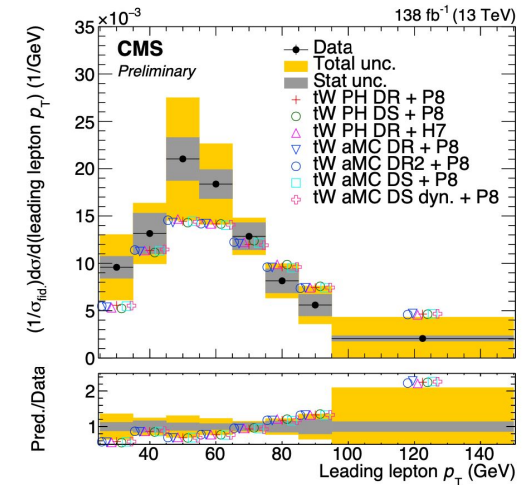 ×10⁻³
138 fb⁻¹ (13 TeV)
35
30
25
20
15
10
5
0
(1/σ_fid.)dσ/d(leading lepton p_T) (1/GeV)
CMS
Preliminary
Data
Total unc.
Stat unc.
tW PH DR + P8
tW PH DS + P8
tW PH DR + H7
tW aMC DR + P8
tW aMC DR2 + P8
tW aMC DS + P8
tW aMC DS dyn. + P8
Pred./Data
2
1
40 60 80 100 120 140
Leading lepton p_T (GeV)